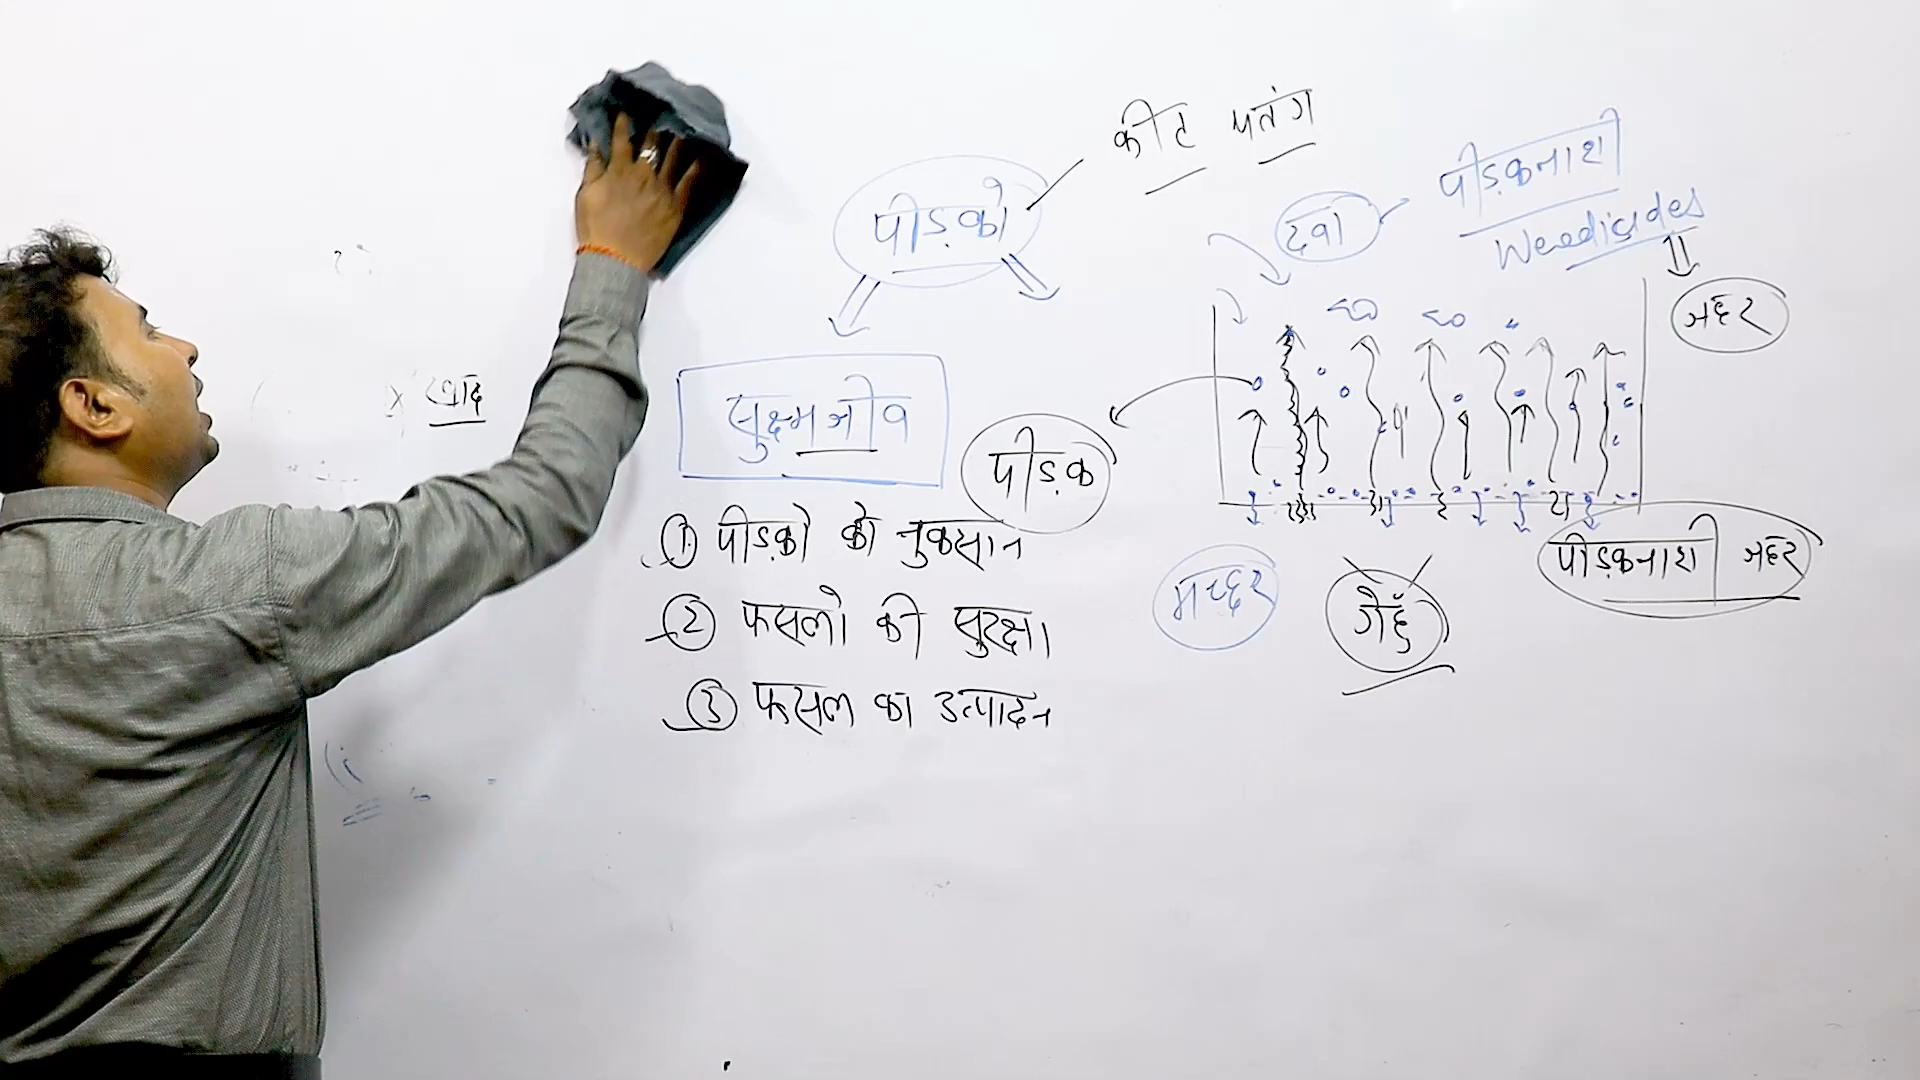 कीट पतंग
पीड़को
दवा
पीड़कनाशी
Weedicides
जहर
खाद
सुक्ष्मजीव
पीड़क
① पीड़को को नुकसान
② फसलो की सुरक्षा
③ फसल का उत्पादन
पीड़कनाशी जहर
मच्छर
गेहूँ